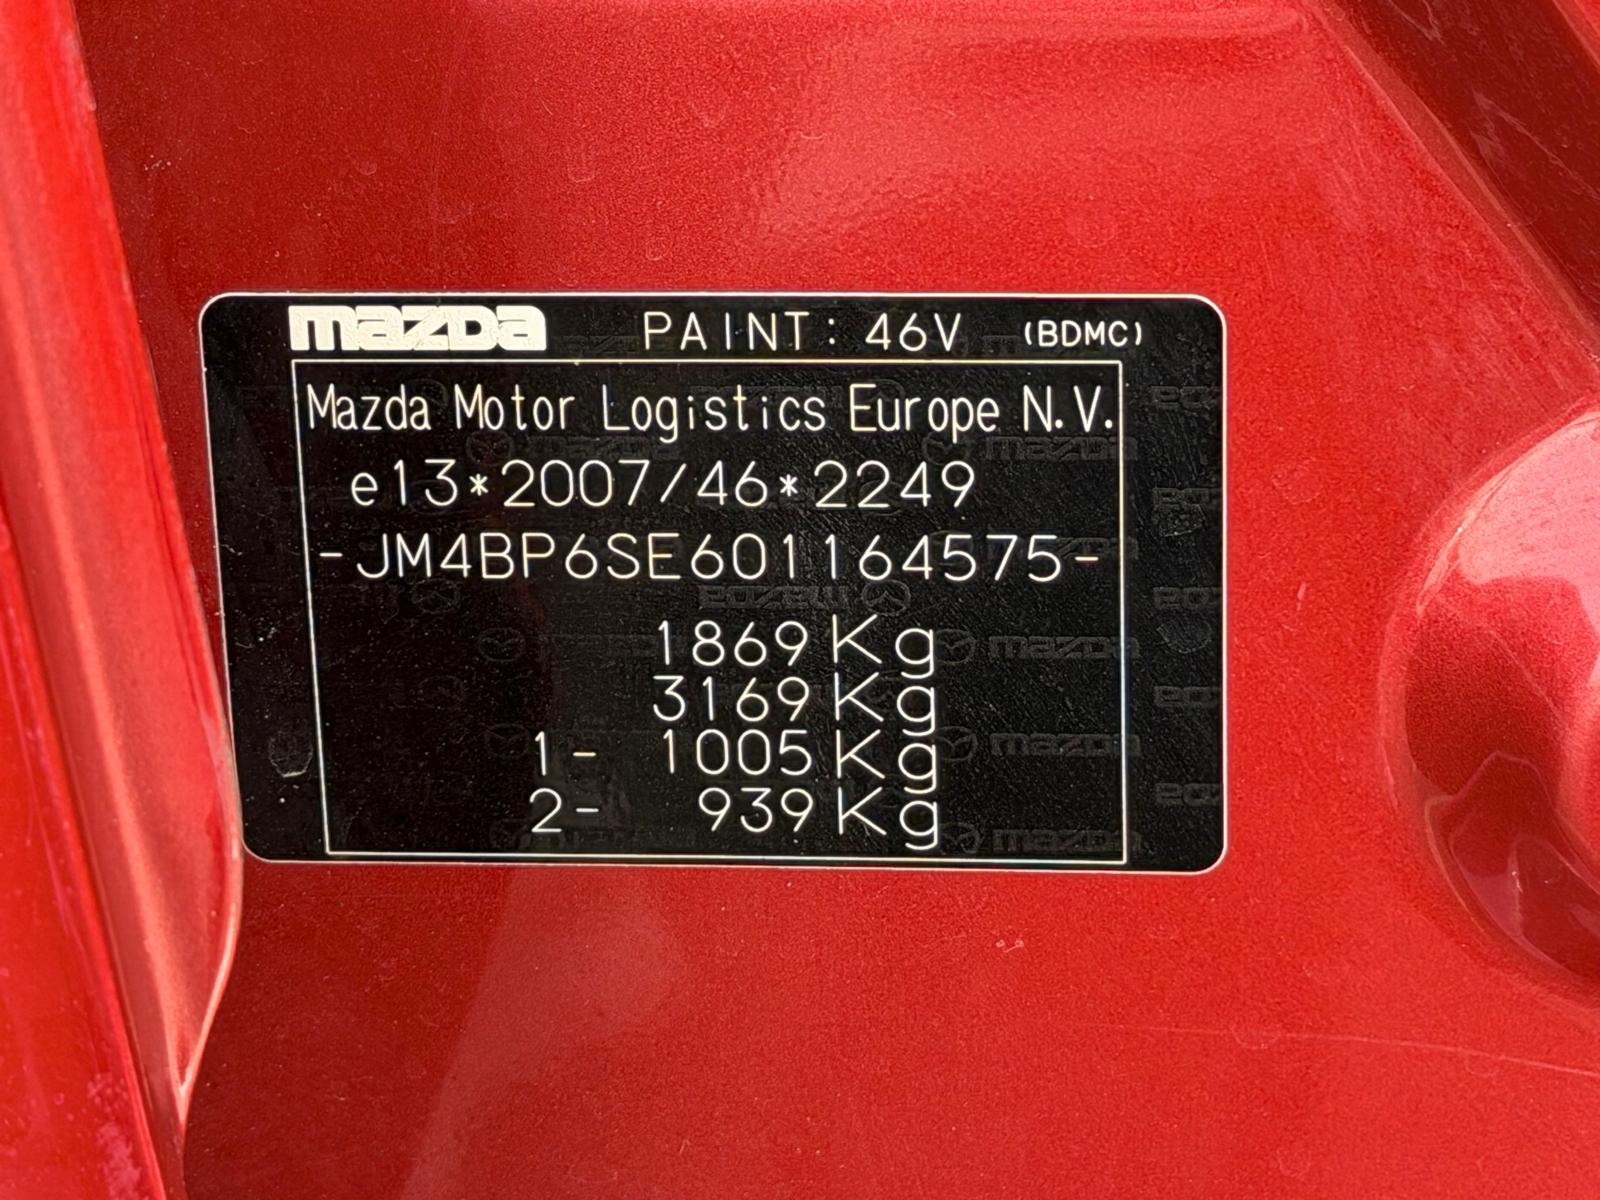 mazda PAINT: 46V (BDMC)
Mazda Motor Logistics Europe N.V.
e13*2007/46*2249
-JM4BP6SE601164575-
1869 Kg
3169 Kg
1- 1005 Kg
2- 939 Kg